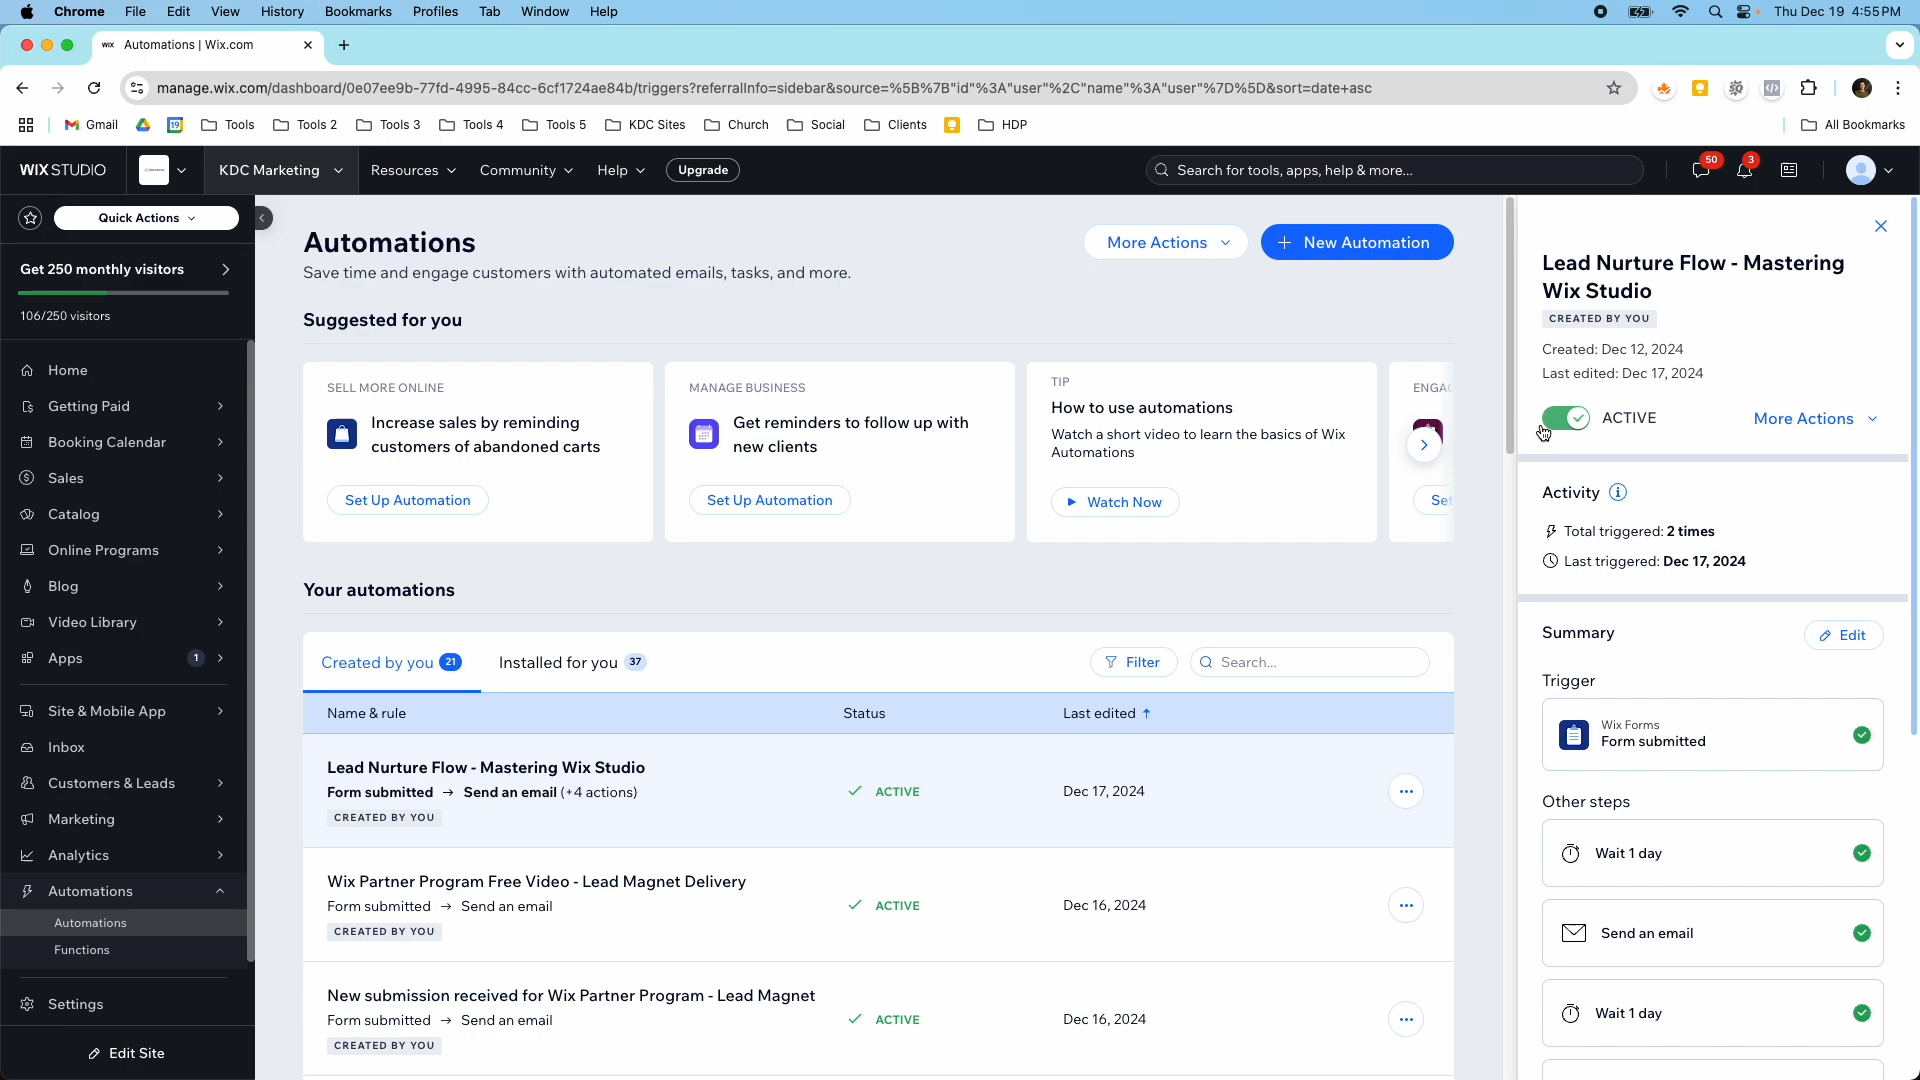 Chrome File Edit View History Bookmarks Profiles Tab Window Help
Thu Dec 19 4:55 PM
WIX Automations | Wix.com
manage.wix.com/dashboard/0e07ee9b-77fd-4995-84cc-6cf1724ae84b/triggers?referralInfo=sidebar&source=%5B%7B"id"%3A"user"%2C"name"%3A"user"%7D%5D&sort=date+asc
Gmail 19 Tools Tools 2 Tools 3 Tools 4 Tools 5 KDC Sites Church Social Clients HDP All Bookmarks
WIX STUDIO KDC Marketing Resources Community Help Upgrade Search for tools, apps, help & more... 50 3
Quick Actions
Get 250 monthly visitors
106/250 visitors
Home
Getting Paid
Booking Calendar
Sales
Catalog
Online Programs
Blog
Video Library
Apps 1
Site & Mobile App
Inbox
Customers & Leads
Marketing
Analytics
Automations
Automations
Functions
Settings
Edit Site
Automations
Save time and engage customers with automated emails, tasks, and more.
More Actions
+ New Automation
Suggested for you
SELL MORE ONLINE
Increase sales by reminding
customers of abandoned carts
Set Up Automation
MANAGE BUSINESS
Get reminders to follow up with
new clients
Set Up Automation
TIP
How to use automations
Watch a short video to learn the basics of Wix
Automations
Watch Now
ENGAG
Set
Your automations
Created by you 21
Installed for you 37
Filter
Search...
Name & rule Status Last edited ↑
Lead Nurture Flow - Mastering Wix Studio
Form submitted → Send an email (+4 actions)
CREATED BY YOU
ACTIVE
Dec 17, 2024
Wix Partner Program Free Video - Lead Magnet Delivery
Form submitted → Send an email
CREATED BY YOU
ACTIVE
Dec 16, 2024
New submission received for Wix Partner Program - Lead Magnet
Form submitted → Send an email
CREATED BY YOU
ACTIVE
Dec 16, 2024
Lead Nurture Flow - Mastering
Wix Studio
CREATED BY YOU
Created: Dec 12, 2024
Last edited: Dec 17, 2024
ACTIVE
More Actions
Activity
Total triggered: 2 times
Last triggered: Dec 17, 2024
Summary
Edit
Trigger
Wix Forms
Form submitted
Other steps
Wait 1 day
Send an email
Wait 1 day